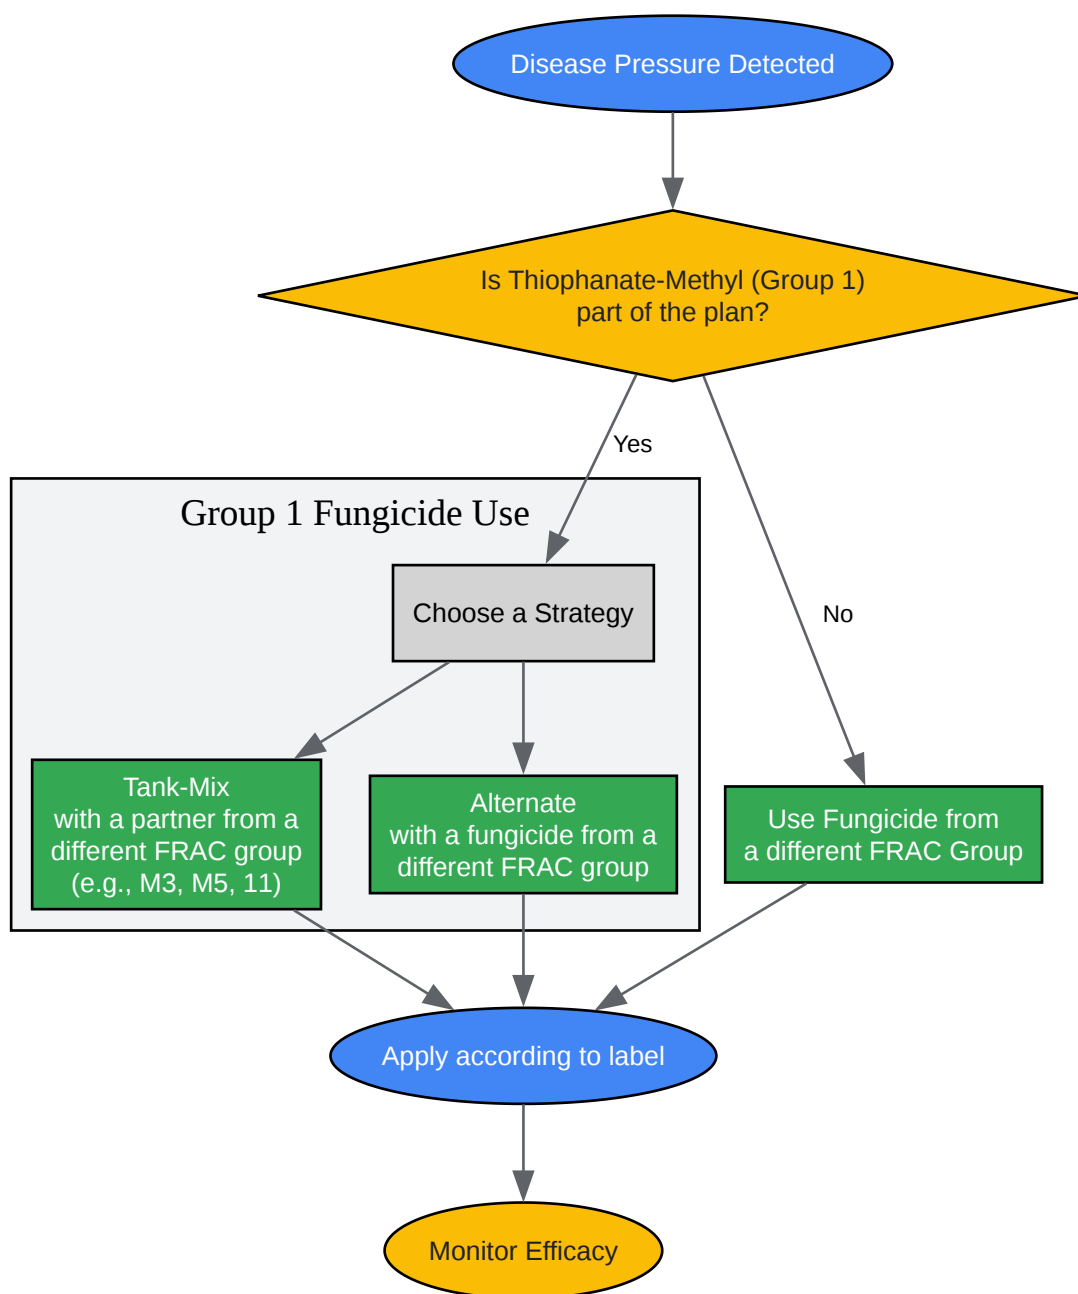 Disease Pressure Detected
Is Thiophanate-Methyl (Group 1)
part of the plan?
Yes
Group 1 Fungicide Use
Choose a Strategy
No
Tank-Mix
with a partner from a
different FRAC group
(e.g., M3, M5, 11)
Alternate
with a fungicide from a
different FRAC group
Use Fungicide from
a different FRAC Group
Apply according to label
Monitor Efficacy